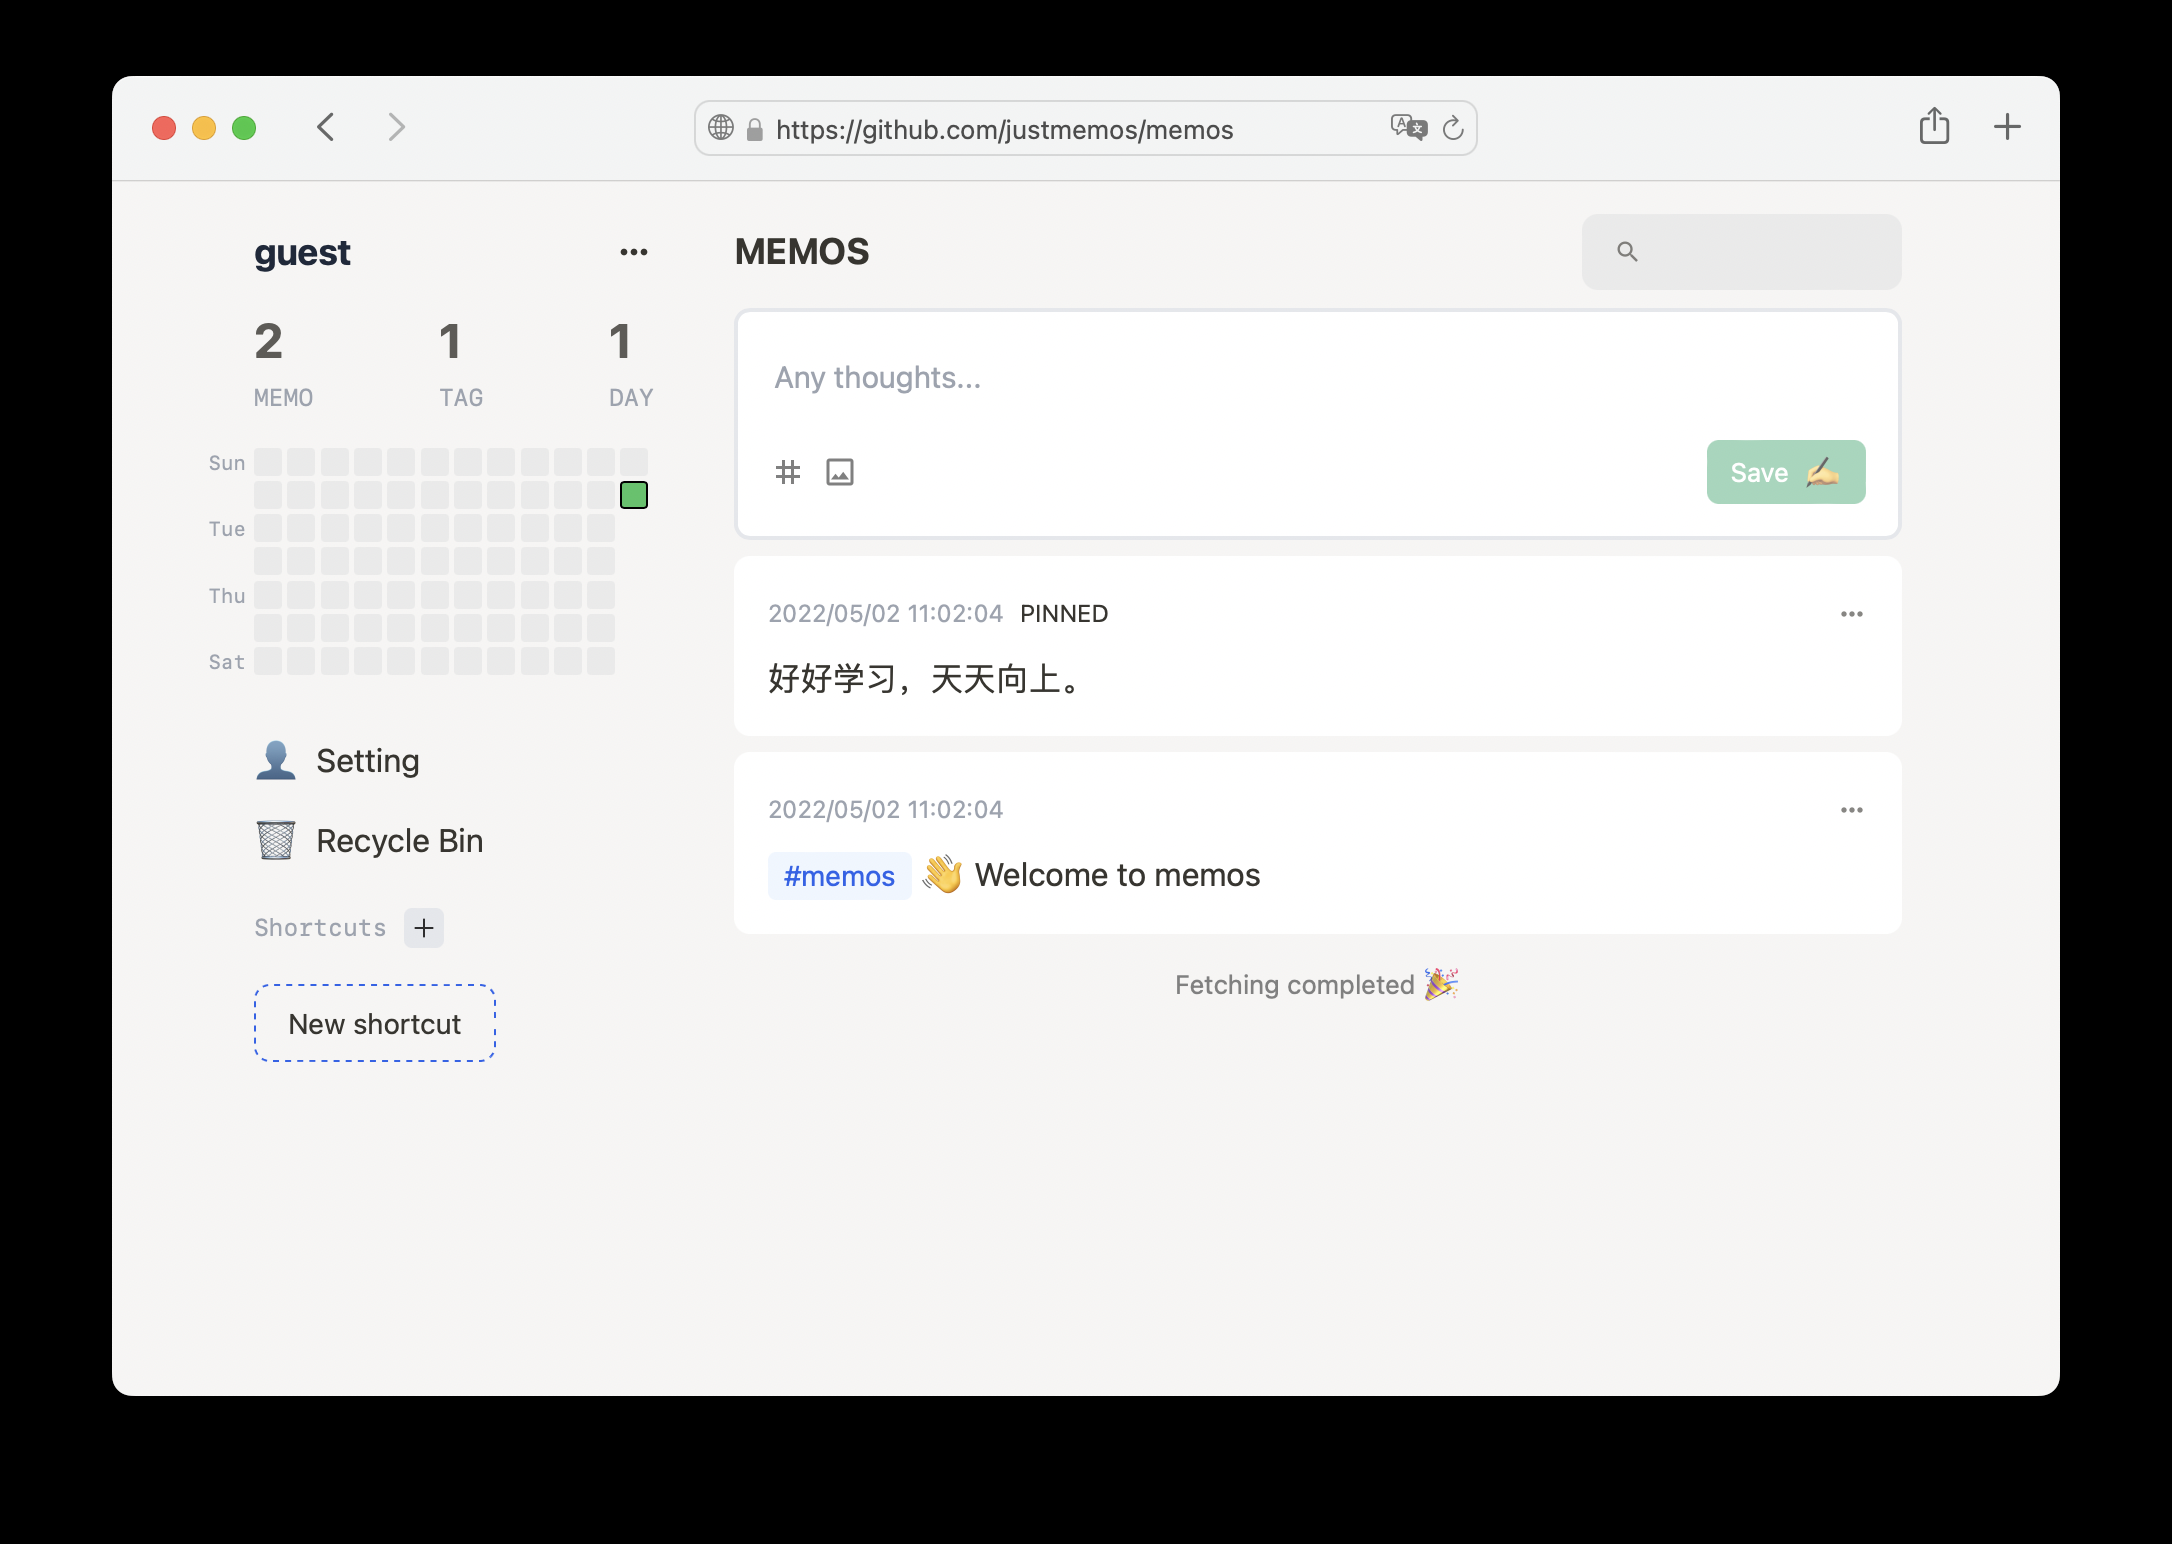 https://github.com/justmemos/memos
guest
2 1 1
MEMO TAG DAY
Sun
Tue
Thu
Sat
Setting
Recycle Bin
Shortcuts
New shortcut
MEMOS
Any thoughts...
Save
2022/05/02 11:02:04 PINNED
好好学习，天天向上。
2022/05/02 11:02:04
#memos 👋 Welcome to memos
Fetching completed 🎉